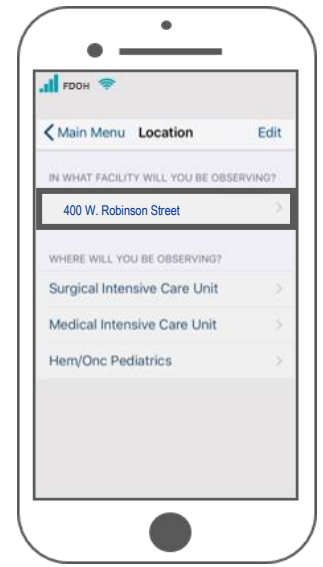 FDOH
Main Menu Location Edit
IN WHAT FACILITY WILL YOU BE OBSERVING?
400 W. Robinson Street
WHERE WILL YOU BE OBSERVING?
Surgical Intensive Care Unit
Medical Intensive Care Unit
Hem/Onc Pediatrics